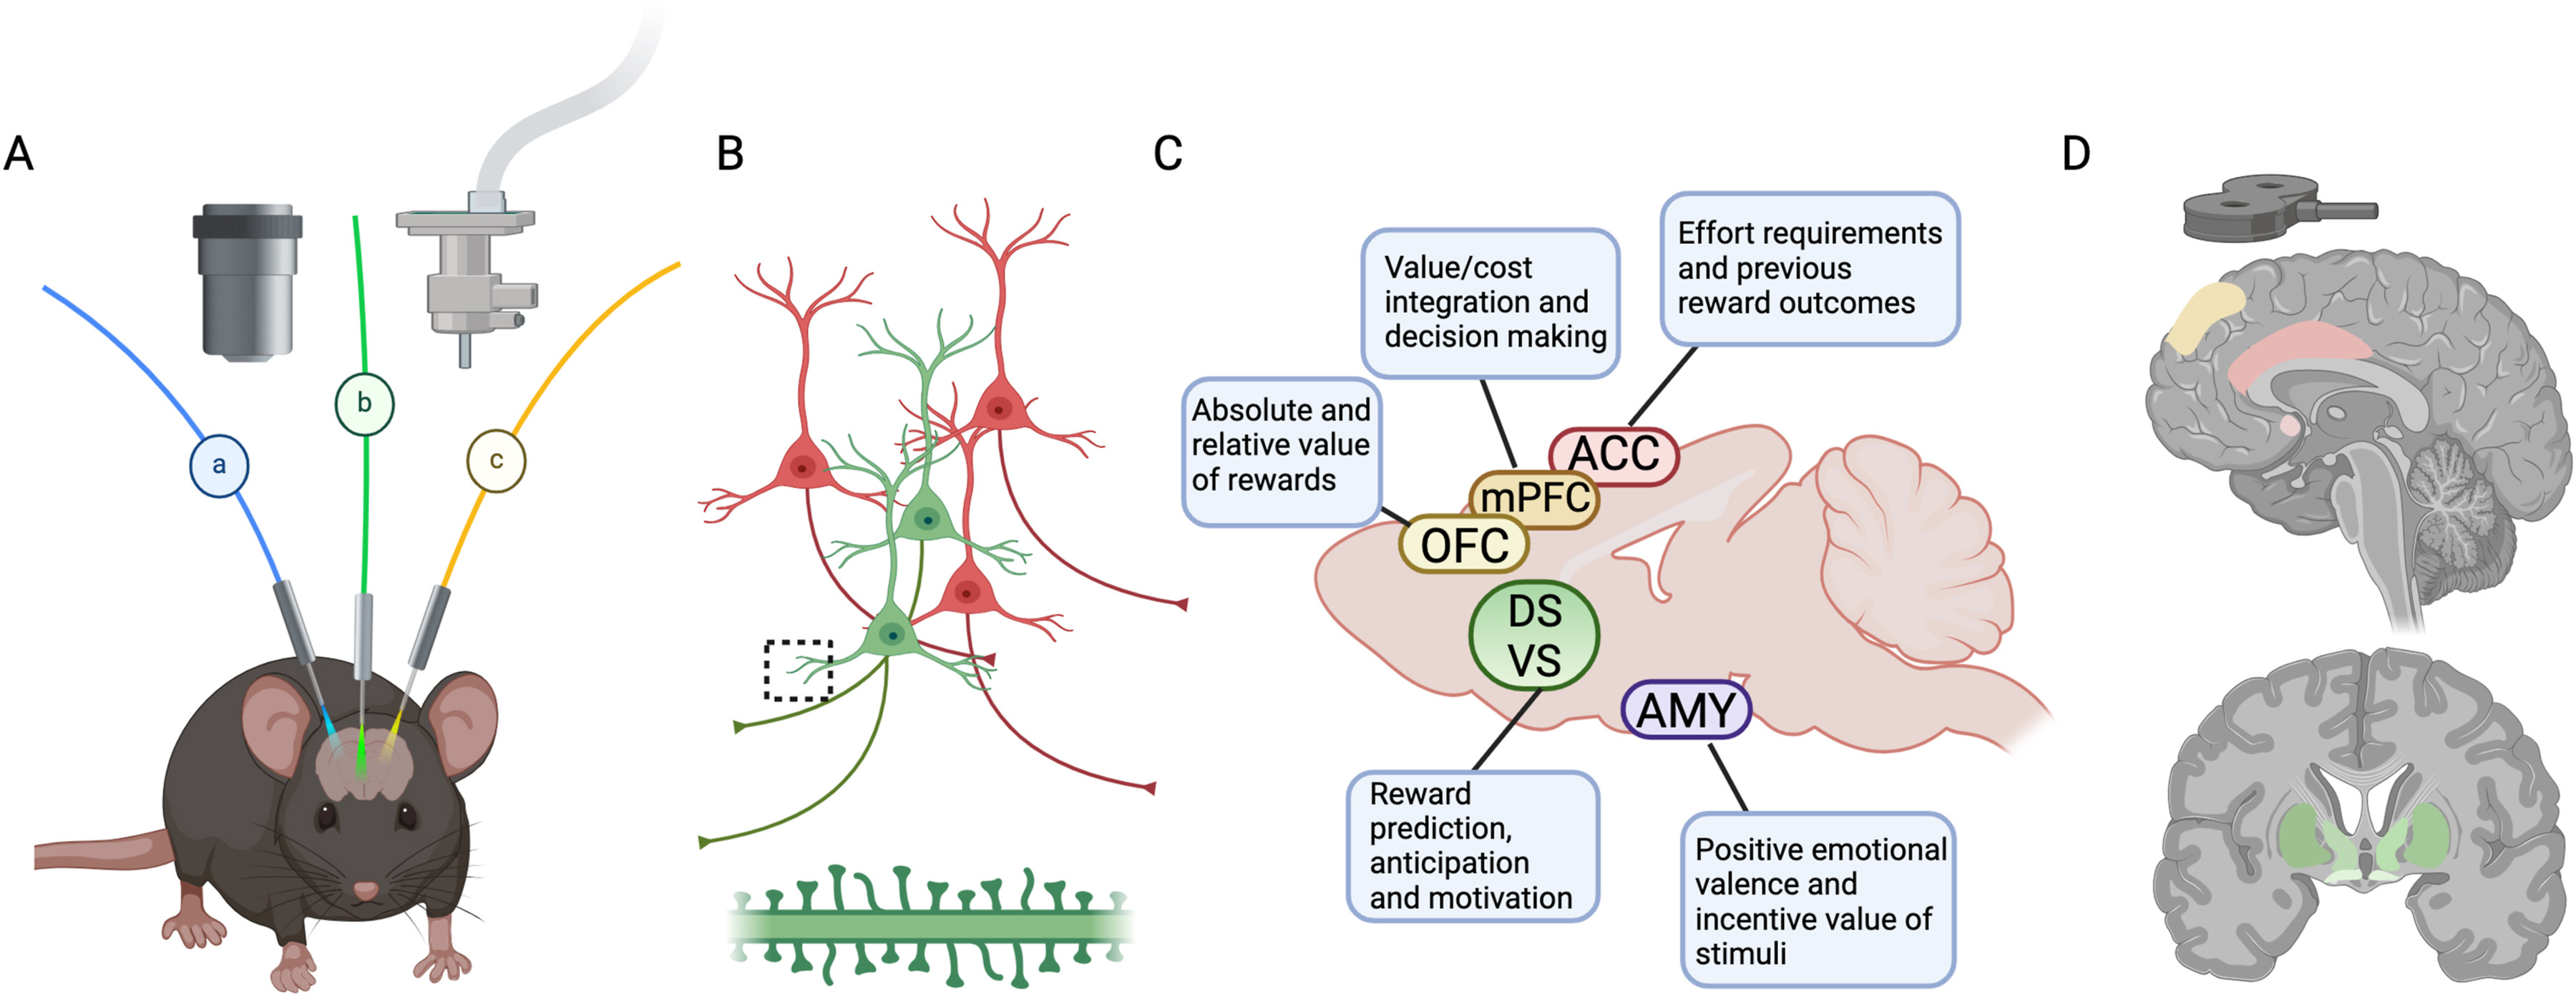 A
B
C
D
a
b
c
Value/cost
integration and
decision making
Effort requirements
and previous
reward outcomes
Absolute and
relative value
of rewards
ACC
mPFC
OFC
DS
VS
AMY
Reward
prediction,
anticipation
and motivation
Positive emotional
valence and
incentive value of
stimuli